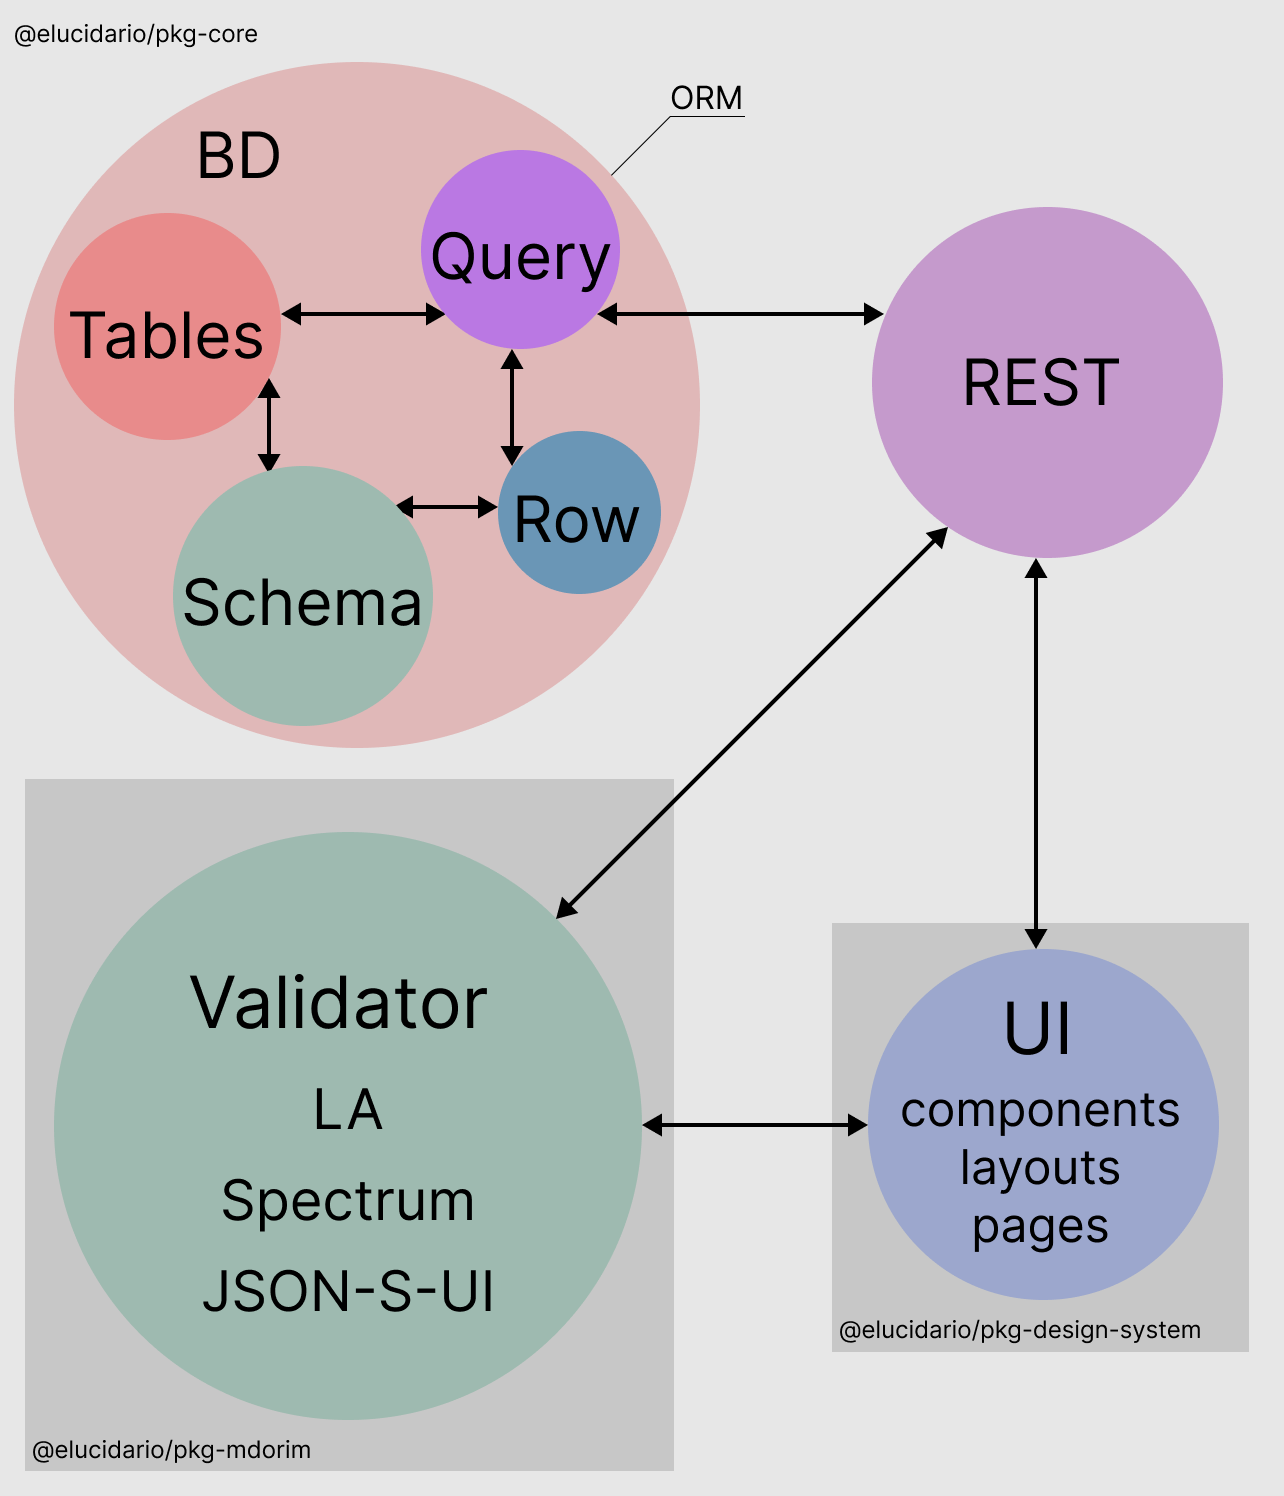 @elucidario/pkg-core
ORM
BD
Query
Tables
REST
Row
Schema
Validator
LA
Spectrum
JSON-S-UI
@elucidario/pkg-mdorim
UI
components
layouts
pages
@elucidario/pkg-design-system